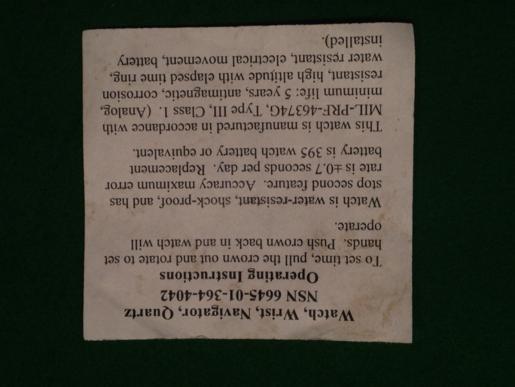 Watch, Wrist, Navigator, Quartz
NSN 6645-01-364-4042
Operating Instructions
To set time, pull the crown out and rotate to set
hands. Push crown back in and watch will
operate.
Watch is water-resistant, shock-proof, and has
stop second feature. Accuracy maximum error
rate is ±0.7 seconds per day. Replacement
battery is 395 watch battery or equivalent.
This watch is manufactured in accordance with
MIL-PRF-46374G, Type III, Class 1. (Analog,
minimum life: 5 years, antimagnetic, corrosion
resistant, high altitude with elapsed time ring,
water resistant, electrical movement, battery
installed).